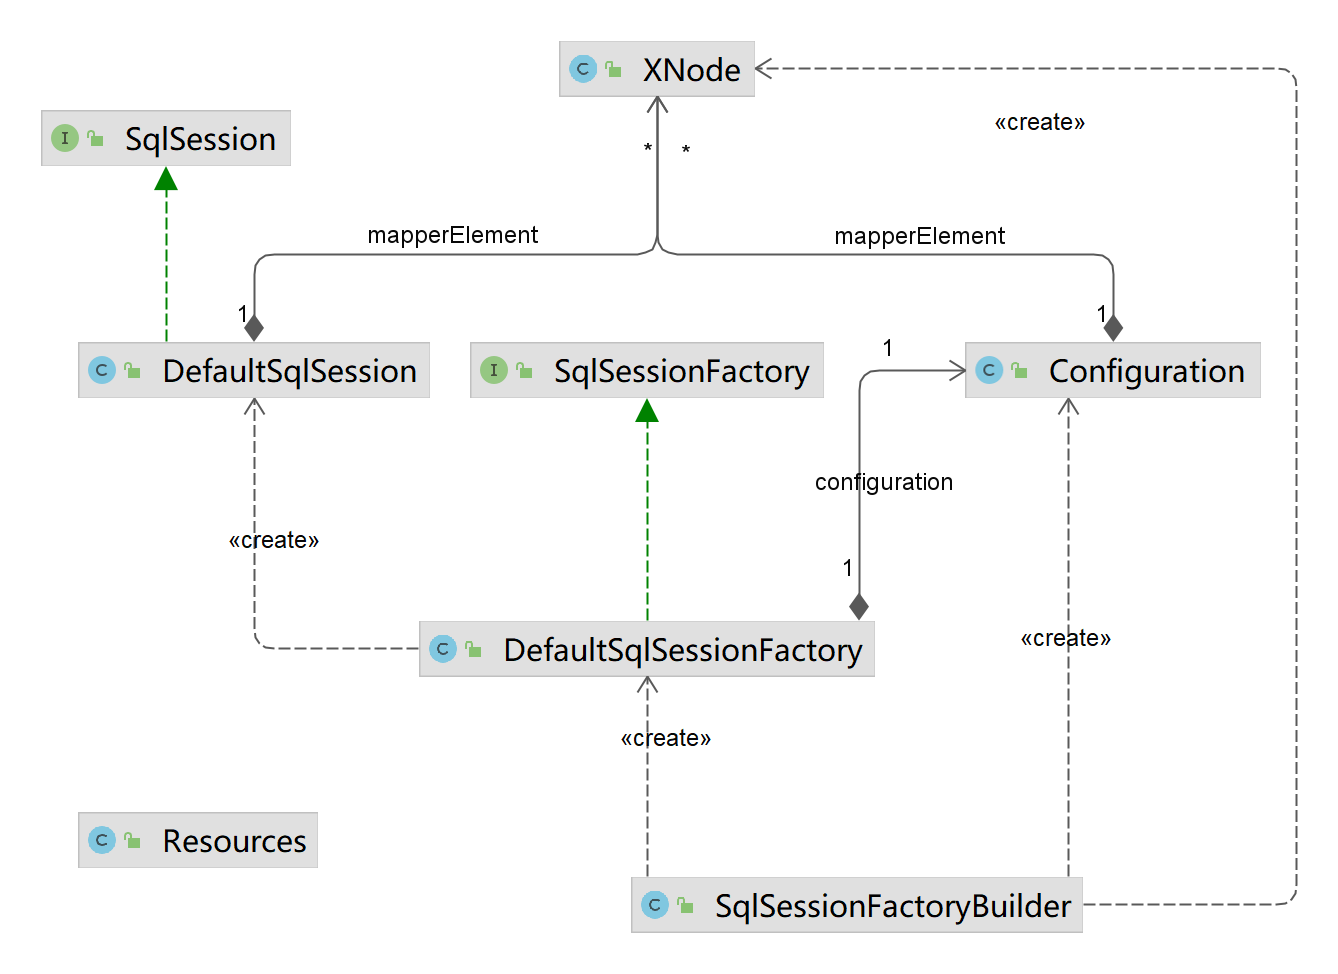 C XNode
«create»
I SqlSession
* *
mapperElement
mapperElement
1
1
C DefaultSqlSession
I SqlSessionFactory
1
C Configuration
configuration
«create»
1
C DefaultSqlSessionFactory
«create»
«create»
C Resources
C SqlSessionFactoryBuilder